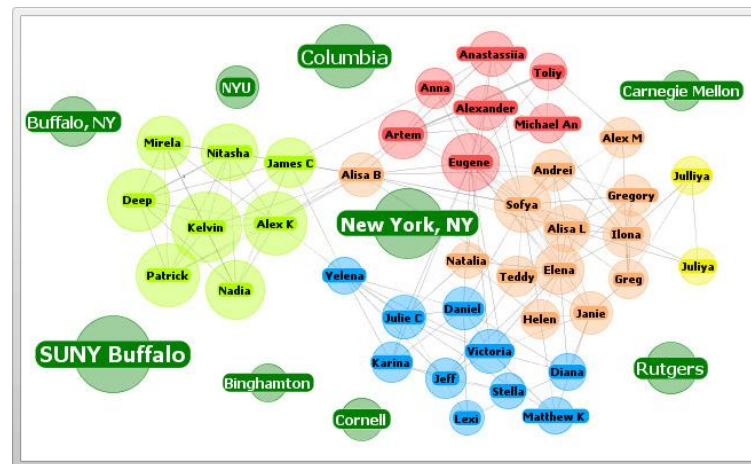 Columbia
Anastassiia
Toliy
NYU
Anna
Carnegie Mellon
Alexander
Buffalo, NY
Michael An
Artem
Alex M
Mirela
Nitasha
James C
Eugene
Alisa B
Andrei
Julliya
Deep
Gregory
Sofya
Kelvin
Alex K
New York, NY
Alisa L
Ilona
Natalia
Juliya
Patrick
Yelena
Teddy
Elena
Greg
Nadia
Daniel
Julie C
Helen
Janie
SUNY Buffalo
Victoria
Karina
Rutgers
Jeff
Diana
Binghamton
Stella
Cornell
Lexi
Matthew K